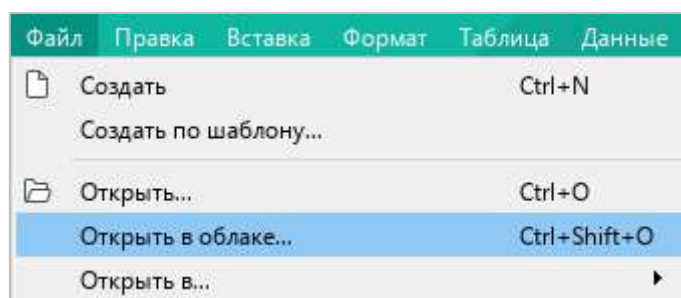 Файл Правка Вставка Формат Таблица Данные
Создать Ctrl+N
Создать по шаблону...
Открыть... Ctrl+O
Открыть в облаке... Ctrl+Shift+O
Открыть в...